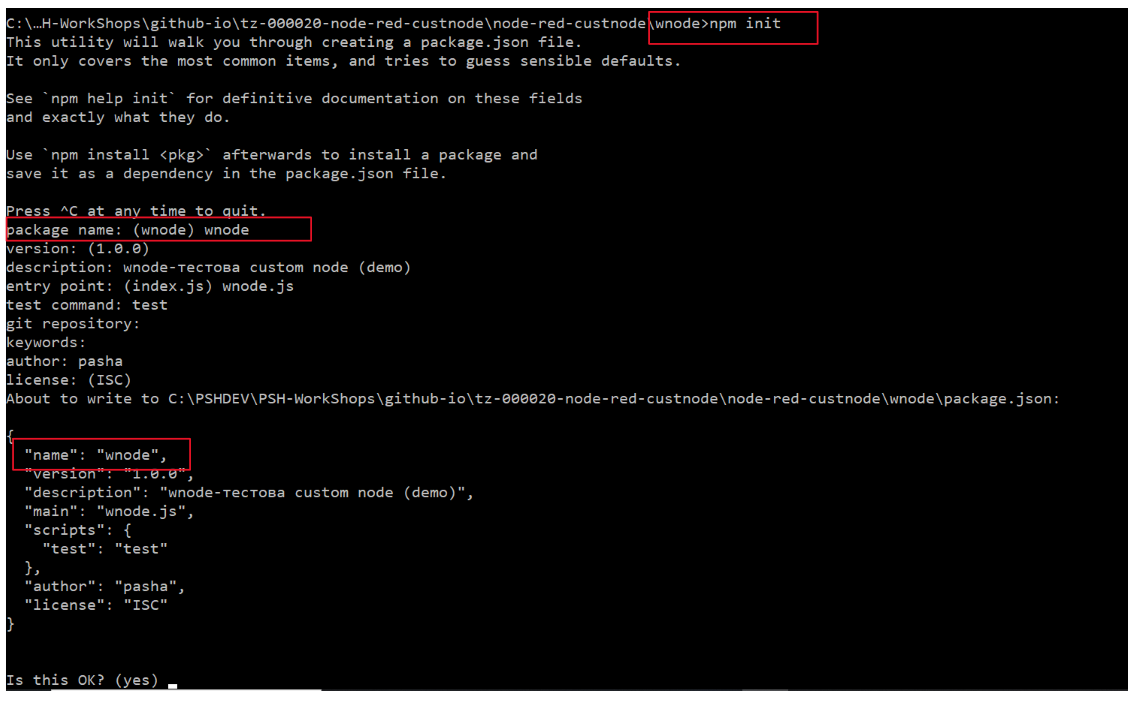 C:\…H-WorkShops\github-io\tz-000020-node-red-custnode\node-red-custnode\wnode>npm init
This utility will walk you through creating a package.json file.
It only covers the most common items, and tries to guess sensible defaults.
See `npm help init` for definitive documentation on these fields
and exactly what they do.
Use `npm install <pkg>` afterwards to install a package and
save it as a dependency in the package.json file.
Press ^C at any time to quit.
package name: (wnode) wnode
version: (1.0.0)
description: wnode-тестова custom node (demo)
entry point: (index.js) wnode.js
test command: test
git repository:
keywords:
author: pasha
license: (ISC)
About to write to C:\PSHDEV\PSH-WorkShops\github-io\tz-000020-node-red-custnode\node-red-custnode\wnode\package.json:
{
  "name": "wnode",
  "version": "1.0.0",
  "description": "wnode-тестова custom node (demo)",
  "main": "wnode.js",
  "scripts": {
    "test": "test"
  },
  "author": "pasha",
  "license": "ISC"
}
Is this OK? (yes)